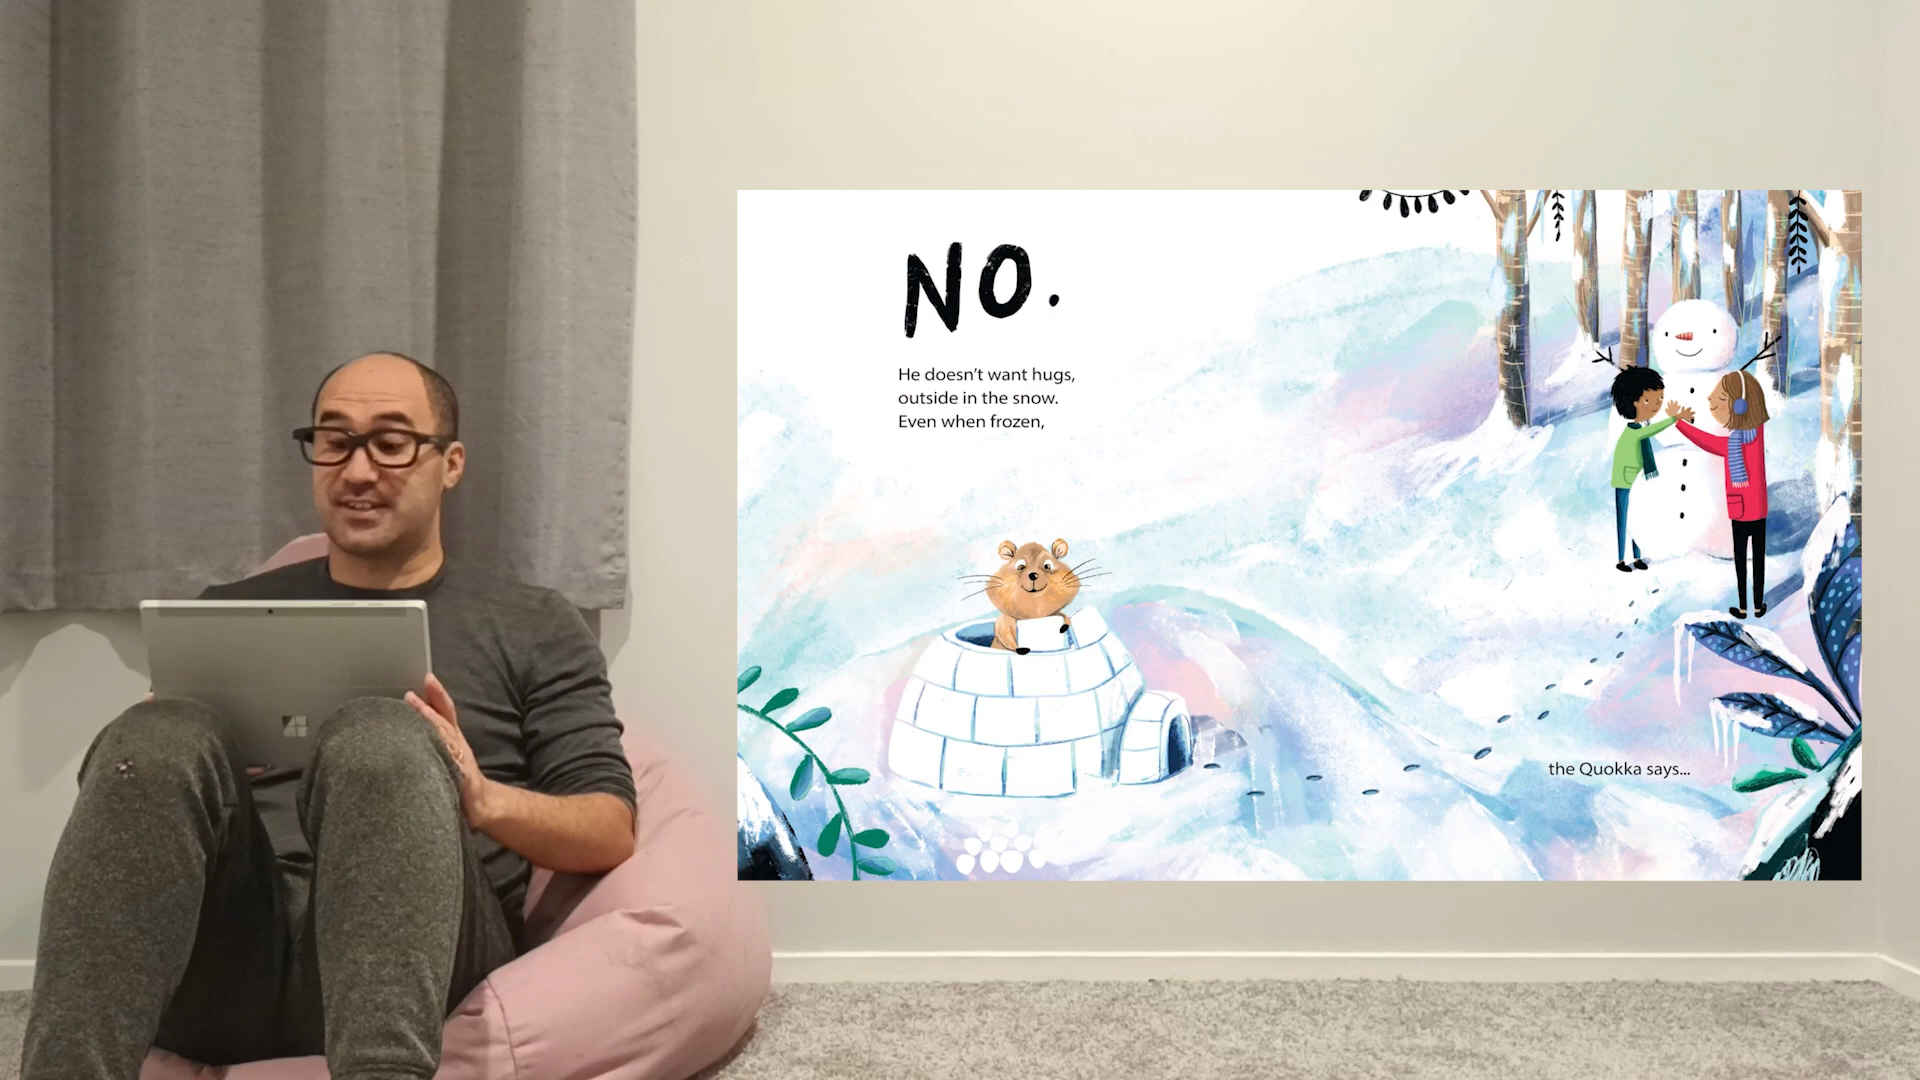 NO.
He doesn't want hugs,
outside in the snow.
Even when frozen,
the Quokka says...